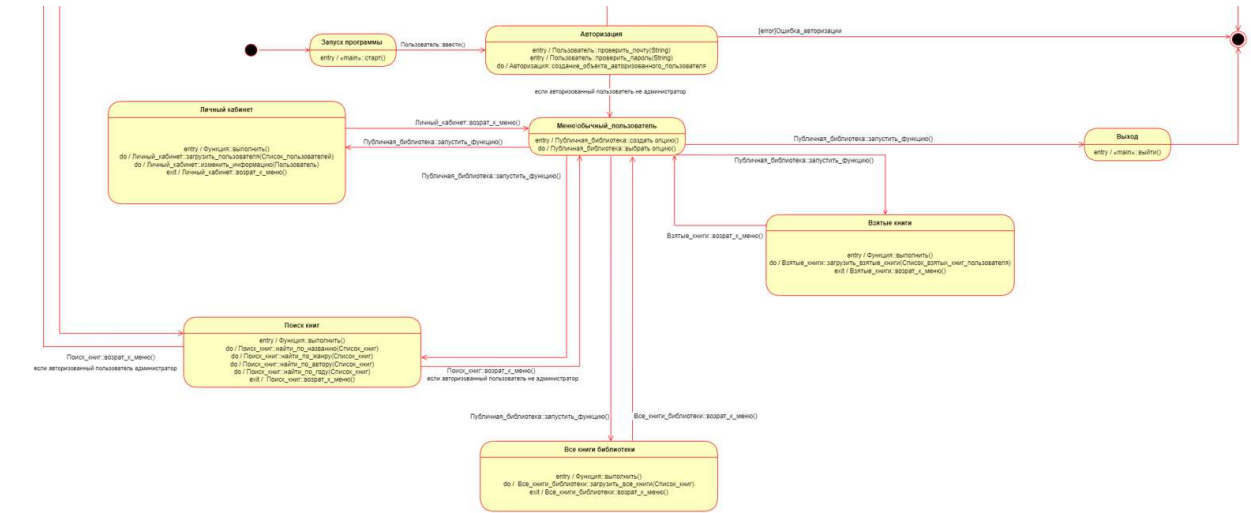 Запуск программы
entry / «main»::старт()
Пользователь::ввести()
Авторизация
entry / Пользователь::проверить_почту(String)
entry / Пользователь::проверить_пароль(String)
do / Авторизация::создание_объекта_авторизованного_пользователя
[error]Ошибка_авторизации
если авторизованный пользователь не администратор
Личный кабинет
entry / Функция::выполнить()
do / Личный_кабинет::загрузить_пользователя(Список_пользователей)
do / Личный_кабинет::изменить_информацию(Пользователь)
exit / Личный_кабинет::возрат_к_меню()
Личный_кабинет::возрат_к_меню()
Публичная_библиотека::запустить_функцию()
Меню\обычный_пользователь
entry / Публичная_библиотека::создать опцию()
do / Публичная_библиотека::выбрать опцию()
Публичная_библиотека::запустить_функцию()
Выход
entry / «main»::выйти()
Публичная_библиотека::запустить_функцию()
Публичная_библиотека::запустить_функцию()
Взятые книги
entry / Функция::выполнить()
do / Взятые_книги::загрузить_взятые_книги(Список_взятых_книг_пользователя)
exit / Взятые_книги::возрат_к_меню()
Взятые_книги::возрат_к_меню()
Поиск книг
entry / Функция::выполнить()
do / Поиск_книг::найти_по_названию(Список_книг)
do / Поиск_книг::найти_по_жанру(Список_книг)
do / Поиск_книг::найти_по_автору(Список_книг)
do / Поиск_книг::найти_по_году(Список_книг)
exit / Поиск_книг::возрат_к_меню()
Поиск_книг::возрат_к_меню()
если авторизованный пользователь администратор
Поиск_книг::возрат_к_меню()
если авторизованный пользователь не администратор
Публичная_библиотека::запустить_функцию()
Все_книги_библиотеки::возрат_к_меню()
Все книги библиотеки
entry / Функция::выполнить()
do / Все_книги_библиотеки::загрузить_все_книги(Список_книг)
exit / Все_книги_библиотеки::возрат_к_меню()